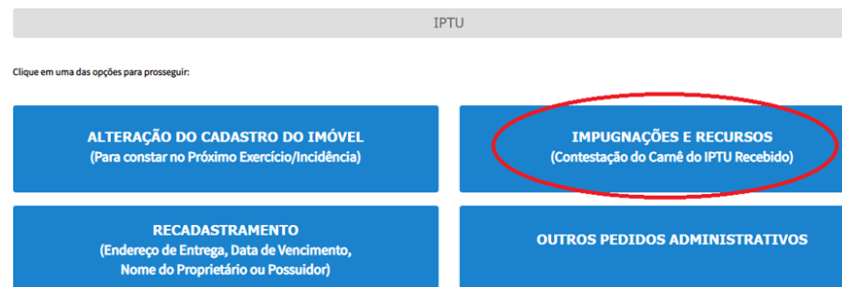 IPTU
Clique em uma das opções para prosseguir:
ALTERAÇÃO DO CADASTRO DO IMÓVEL
(Para constar no Próximo Exercício/Incidência)
IMPUGNAÇÕES E RECURSOS
(Contestação do Carnê do IPTU Recebido)
RECADASTRAMENTO
(Endereço de Entrega, Data de Vencimento,
Nome do Proprietário ou Possuidor)
OUTROS PEDIDOS ADMINISTRATIVOS